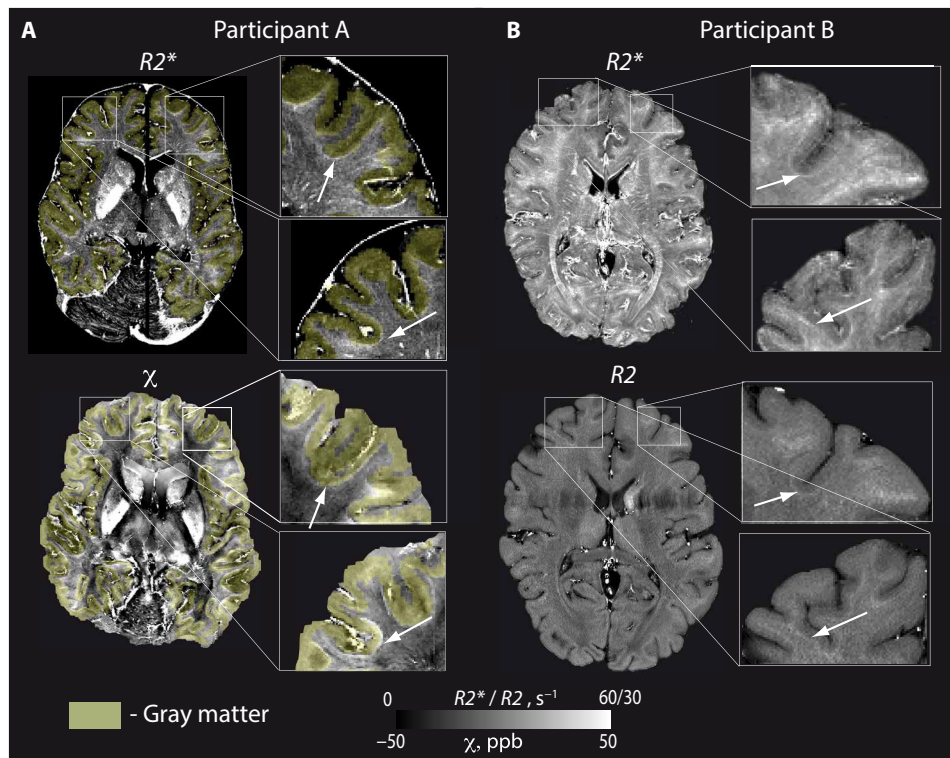 A Participant A
B Participant B
R2*
R2*
χ
R2
- Gray matter
0 R2* / R2 , s⁻¹ 60/30
−50 χ, ppb 50